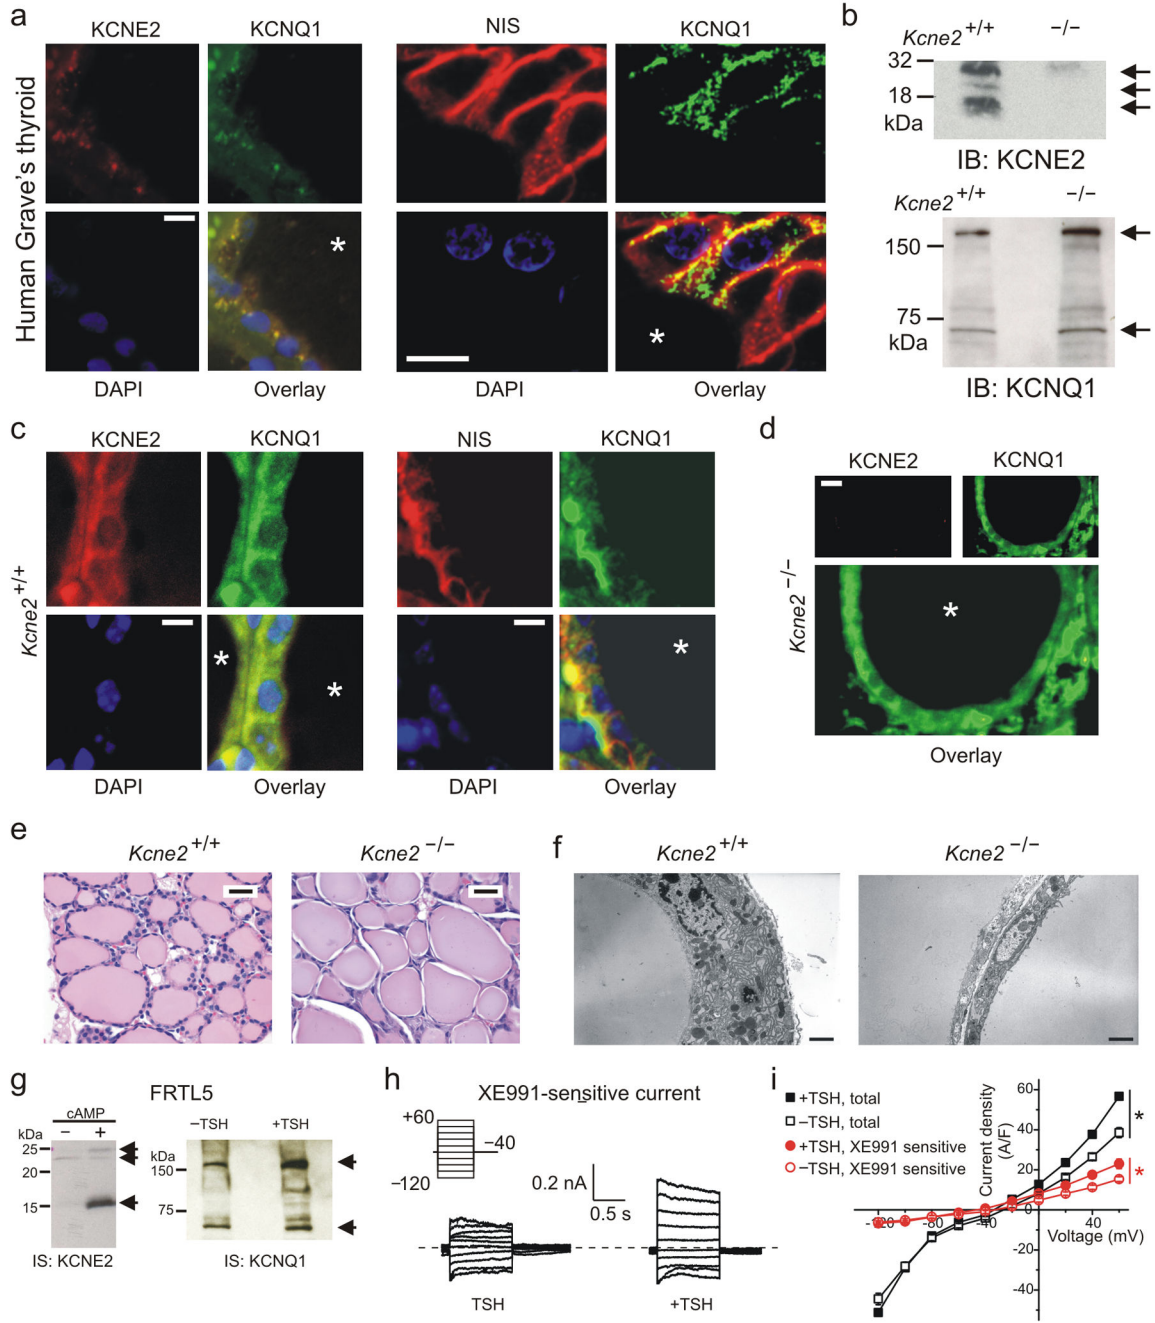 a
KCNE2
KCNQ1
NIS
KCNQ1
Human Grave's thyroid
*
*
DAPI
Overlay
DAPI
Overlay
b
Kcne2 +/+
−/−
32
18
kDa
IB: KCNE2
Kcne2 +/+
−/−
150
75
kDa
IB: KCNQ1
c
KCNE2
KCNQ1
NIS
KCNQ1
Kcne2 +/+
*
*
*
DAPI
Overlay
DAPI
Overlay
d
KCNE2
KCNQ1
Kcne2 −/−
*
Overlay
e
Kcne2 +/+
Kcne2 −/−
f
Kcne2 +/+
Kcne2 −/−
g
FRTL5
cAMP
kDa
−
+
25
20
15
IS: KCNE2
−TSH
+TSH
kDa
150
75
IS: KCNQ1
h
XE991-sensitive current
+60
−40
−120
0.2 nA
0.5 s
TSH
+TSH
i
+TSH, total
−TSH, total
+TSH, XE991 sensitive
−TSH, XE991 sensitive
Current density
(A/F)
60
40
20
-120
-80
-40
40
Voltage (mV)
-20
-40
*
*